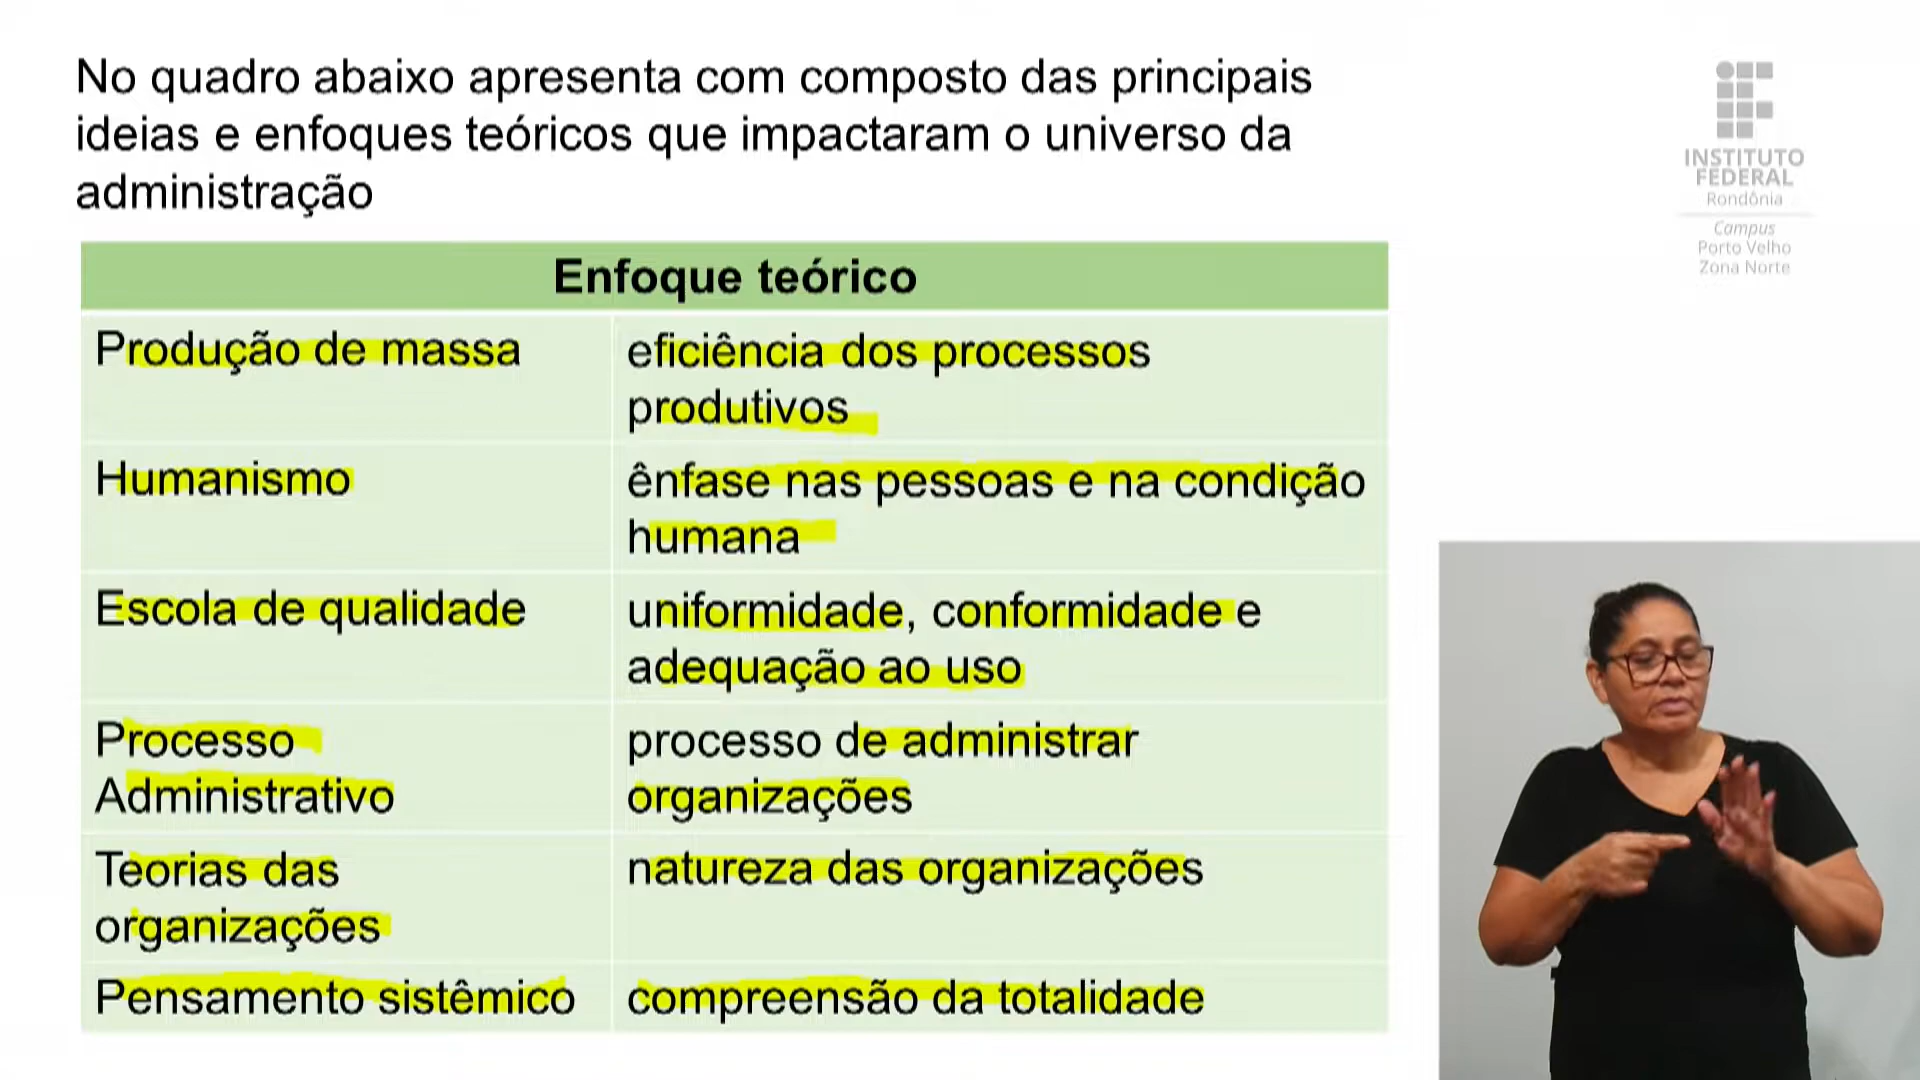 No quadro abaixo apresenta com composto das principais
ideias e enfoques teóricos que impactaram o universo da
administração
INSTITUTO
FEDERAL
Rondônia
Campus
Porto Velho
Zona Norte
Enfoque teórico
Produção de massa
eficiência dos processos
produtivos
Humanismo
ênfase nas pessoas e na condição
humana
Escola de qualidade
uniformidade, conformidade e
adequação ao uso
Processo
Administrativo
processo de administrar
organizações
Teorias das
organizações
natureza das organizações
Pensamento sistêmico
compreensão da totalidade